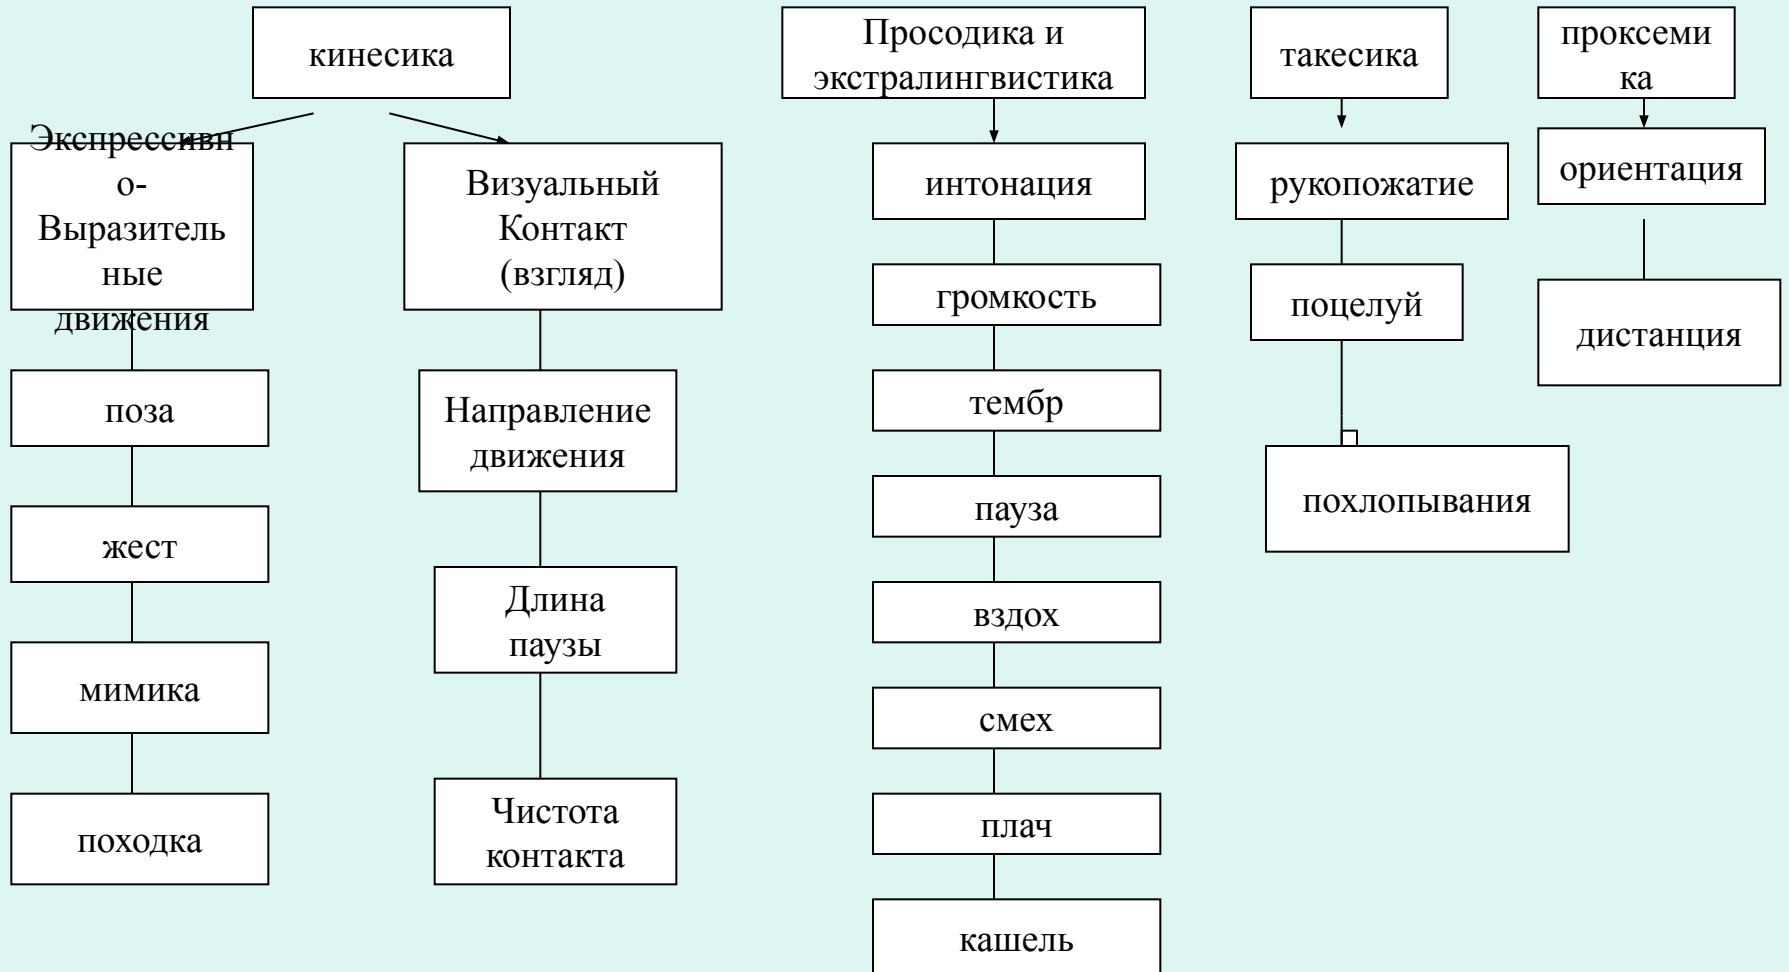 кинесика
Экспрессивн
о-
Выразитель
ные
движения
поза
жест
мимика
походка
Визуальный
Контакт
(взгляд)
Направление
движения
Длина
паузы
Чистота
контакта
Просодика и
экстралингвистика
интонация
громкость
тембр
пауза
вздох
смех
плач
кашель
такесика
рукопожатие
поцелуй
похлопывания
проксеми
ка
ориентация
дистанция